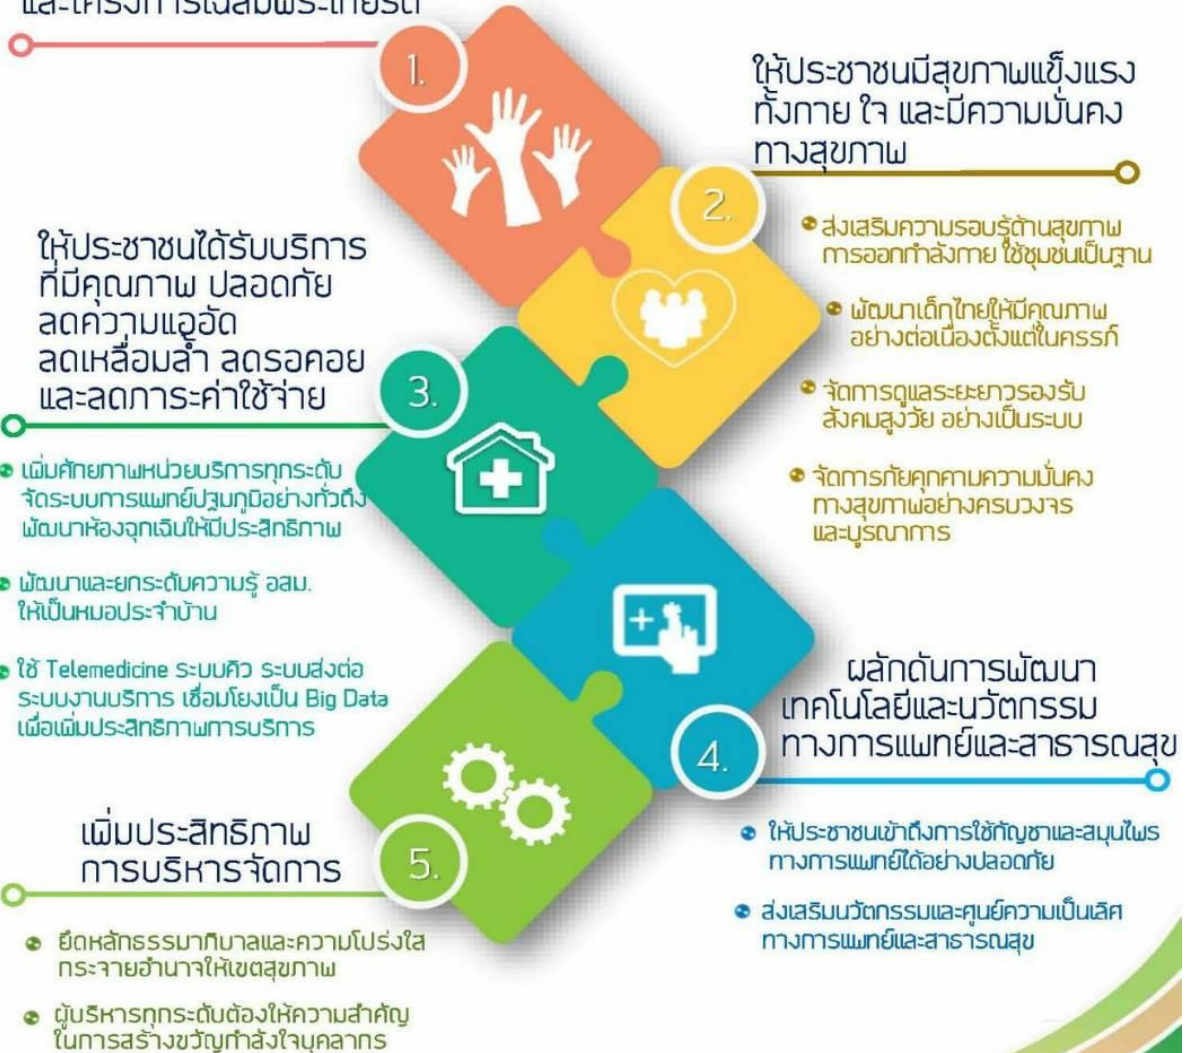 และโครงการเฉลิมพระเกียรติ
1.
ให้ประชาชนมีสุขภาพแข็งแรง
ทั้งกาย ใจ และมีความมั่นคง
ทางสุขภาพ
2.
ส่งเสริมความรอบรู้ด้านสุขภาพ
การออกกำลังกาย ใช้ชุมชนเป็นฐาน
พัฒนาเด็กไทยให้มีคุณภาพ
อย่างต่อเนื่องตั้งแต่ในครรภ์
จัดการดูแลระยะยาวรองรับ
สังคมสูงวัย อย่างเป็นระบบ
จัดการภัยคุกคามความมั่นคง
ทางสุขภาพอย่างครบวงจร
และบูรณาการ
ให้ประชาชนได้รับบริการ
ที่มีคุณภาพ ปลอดภัย
ลดความแออัด
ลดเหลื่อมล้ำ ลดรอคอย
และลดภาระค่าใช้จ่าย
3.
เพิ่มศักยภาพหน่วยบริการทุกระดับ
จัดระบบการแพทย์ปฐมภูมิอย่างทั่วถึง
พัฒนาห้องฉุกเฉินให้มีประสิทธิภาพ
พัฒนาและยกระดับความรู้ อสม.
ให้เป็นหมอประจำบ้าน
ใช้ Telemedicine ระบบคิว ระบบส่งต่อ
ระบบงานบริการ เชื่อมโยงเป็น Big Data
เพื่อเพิ่มประสิทธิภาพการบริการ
ผลักดันการพัฒนา
เทคโนโลยีและนวัตกรรม
ทางการแพทย์และสาธารณสุข
4.
ให้ประชาชนเข้าถึงการใช้กัญชาและสมุนไพร
ทางการแพทย์ได้อย่างปลอดภัย
ส่งเสริมนวัตกรรมและศูนย์ความเป็นเลิศ
ทางการแพทย์และสาธารณสุข
เพิ่มประสิทธิภาพ
การบริหารจัดการ
5.
ยึดหลักธรรมาภิบาลและความโปร่งใส
กระจายอำนาจให้เขตสุขภาพ
ผู้บริหารทุกระดับต้องให้ความสำคัญ
ในการสร้างขวัญกำลังใจบุคลากร